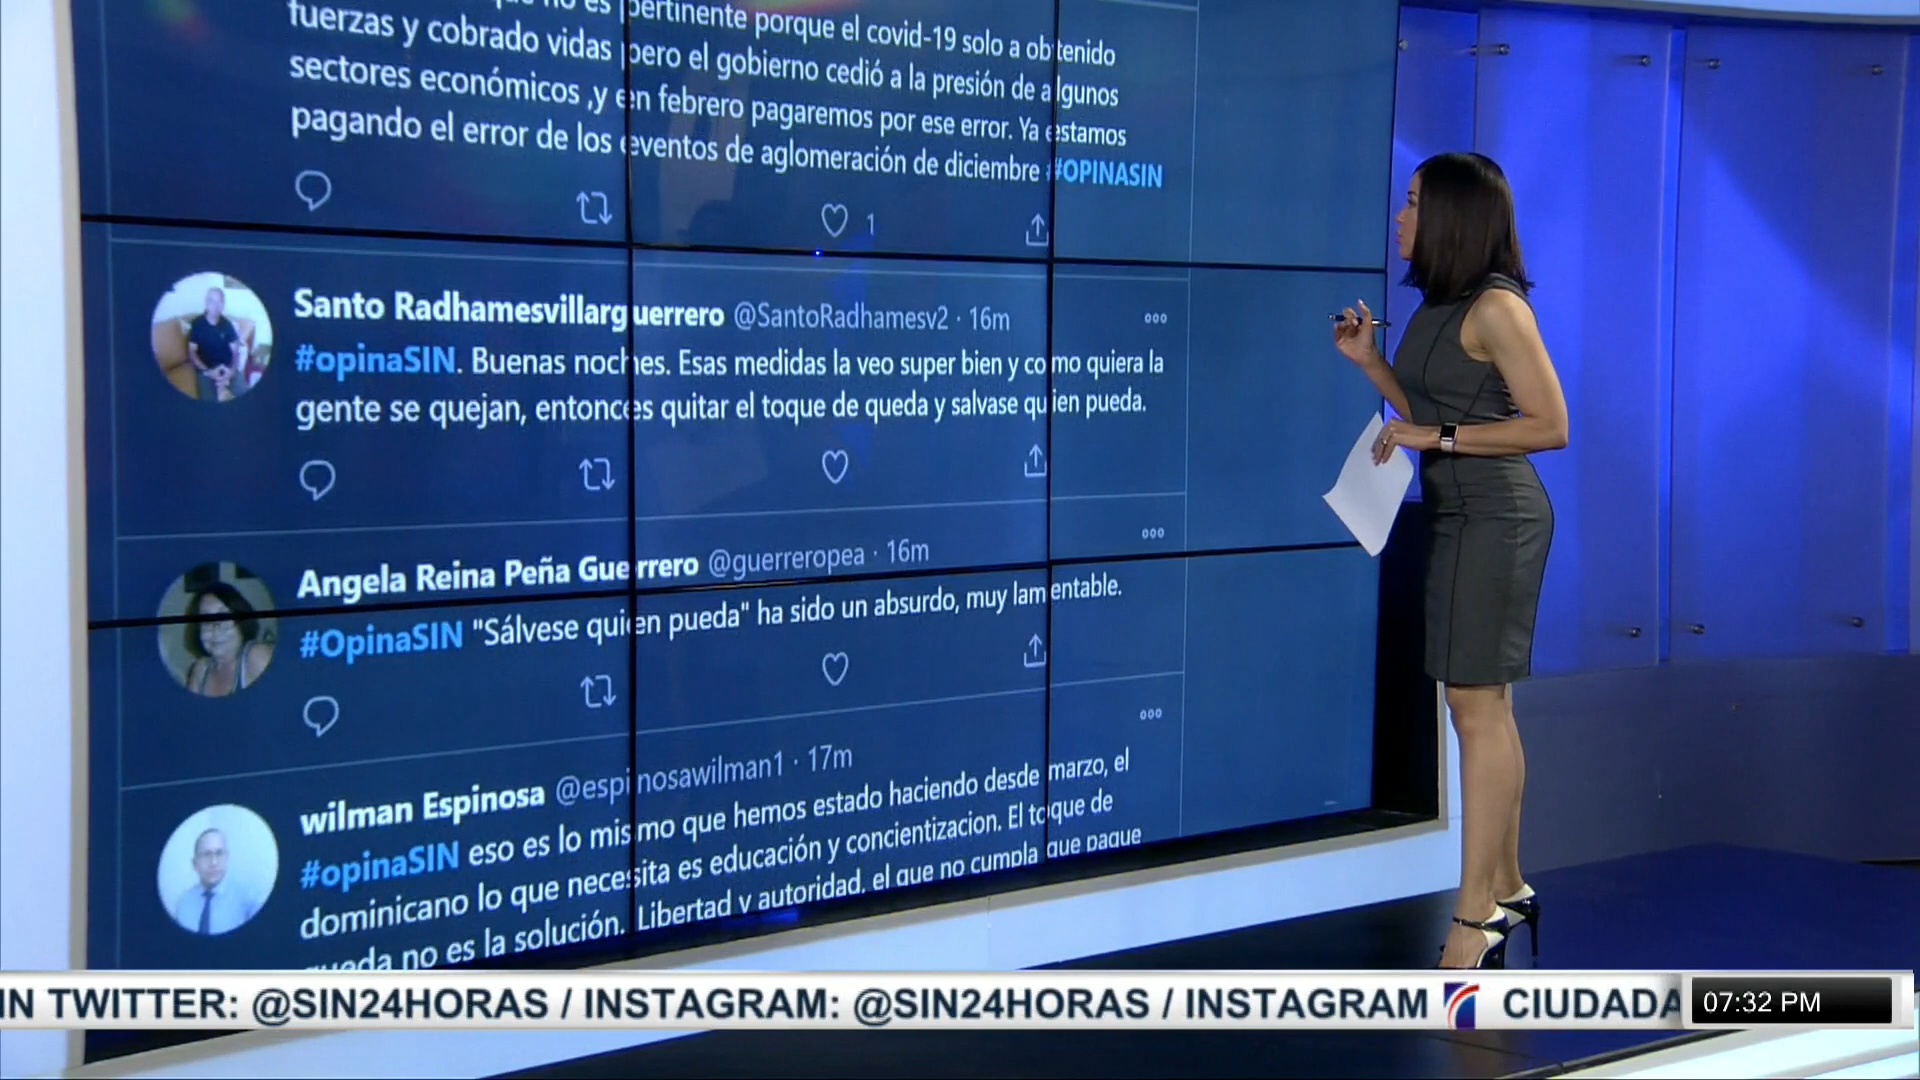 no es pertinente porque el covid-19 solo a obtenido
fuerzas y cobrado vidas pero el gobierno cedió a la presión de algunos
sectores económicos ,y en febrero pagaremos por ese error. Ya estamos
pagando el error de los eventos de aglomeración de diciembre #OPINASIN
1
Santo Radhamesvillarguerrero @SantoRadhamesv2 · 16m
#opinaSIN. Buenas noches. Esas medidas la veo super bien y como quiera la
gente se quejan, entonces quitar el toque de queda y salvase quien pueda.
Angela Reina Peña Guerrero @guerreropea · 16m
#OpinaSIN "Sálvese quien pueda" ha sido un absurdo, muy lamentable.
wilman Espinosa @espinosawilman1 · 17m
#opinaSIN eso es lo mismo que hemos estado haciendo desde marzo, el
dominicano lo que necesita es educación y concientizacion. El toque de
queda no es la solución. Libertad y autoridad, el que no cumpla que pague
IN TWITTER: @SIN24HORAS / INSTAGRAM: @SIN24HORAS / INSTAGRAM CIUDADA
07:32 PM